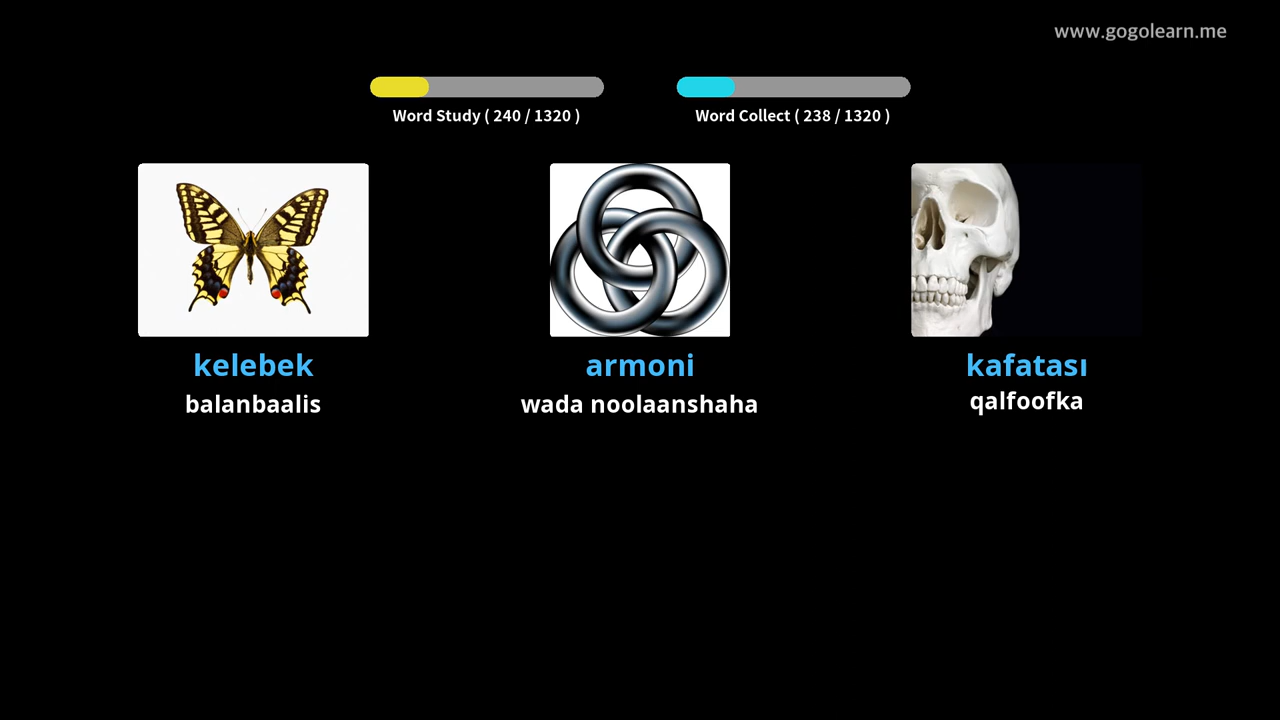 www.gogolearn.me
Word Study ( 240 / 1320 )
Word Collect ( 238 / 1320 )
kelebek
balanbaalis
armoni
wada noolaanshaha
kafatası
qalfoofka